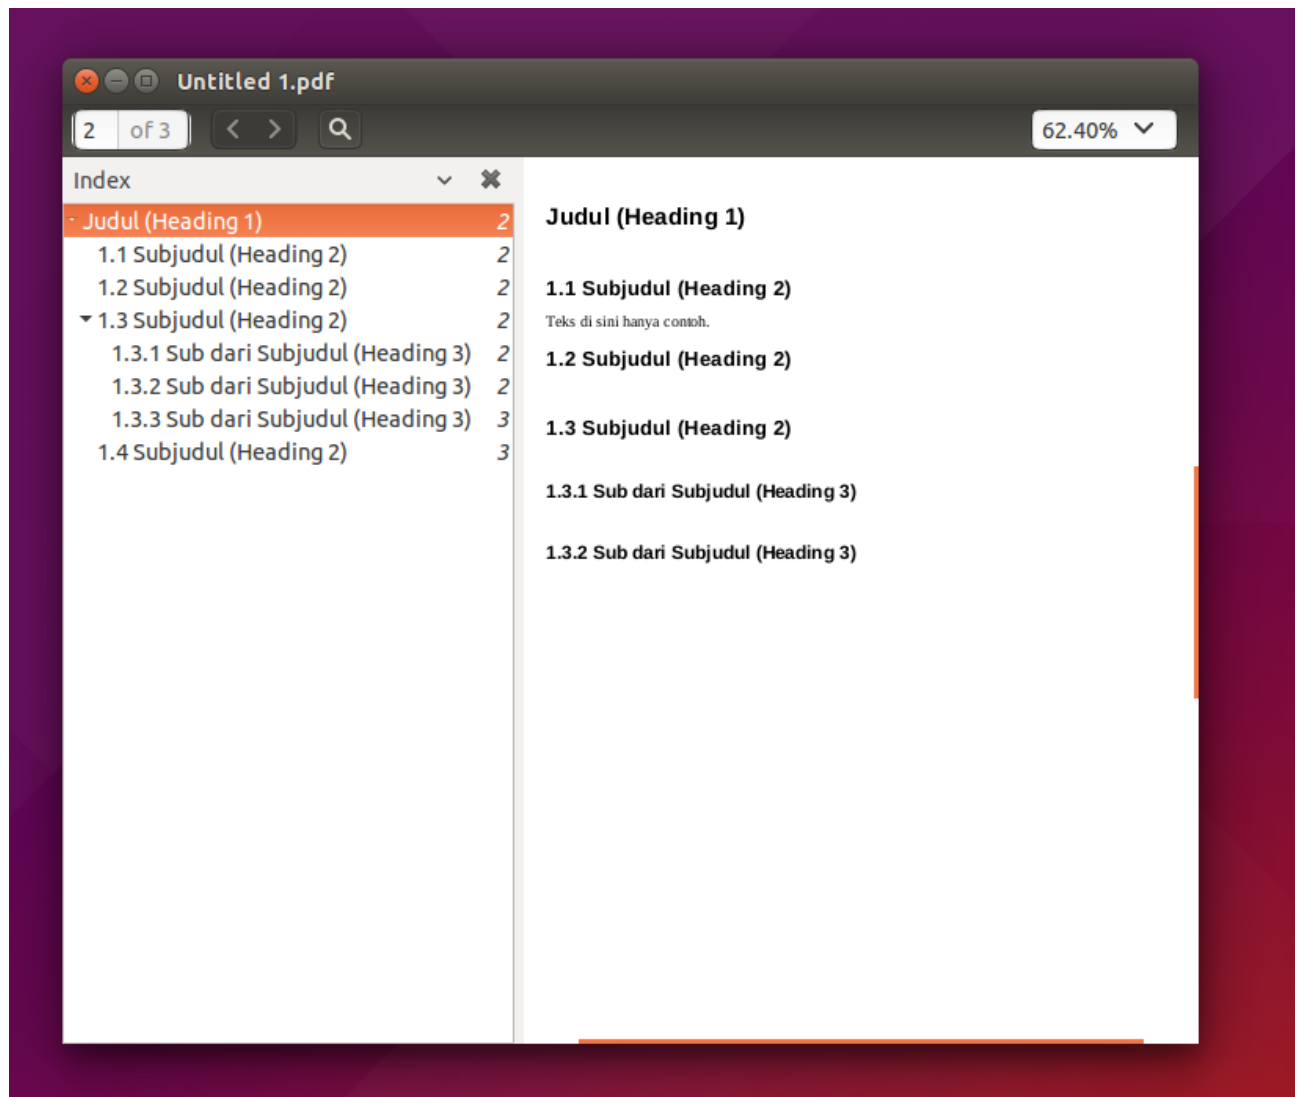 Untitled 1.pdf
2 of 3
62.40%
Index
Judul (Heading 1) 2
1.1 Subjudul (Heading 2) 2
1.2 Subjudul (Heading 2) 2
1.3 Subjudul (Heading 2) 2
1.3.1 Sub dari Subjudul (Heading 3) 2
1.3.2 Sub dari Subjudul (Heading 3) 2
1.3.3 Sub dari Subjudul (Heading 3) 3
1.4 Subjudul (Heading 2) 3
Judul (Heading 1)
1.1 Subjudul (Heading 2)
Teks di sini hanya contoh.
1.2 Subjudul (Heading 2)
1.3 Subjudul (Heading 2)
1.3.1 Sub dari Subjudul (Heading 3)
1.3.2 Sub dari Subjudul (Heading 3)